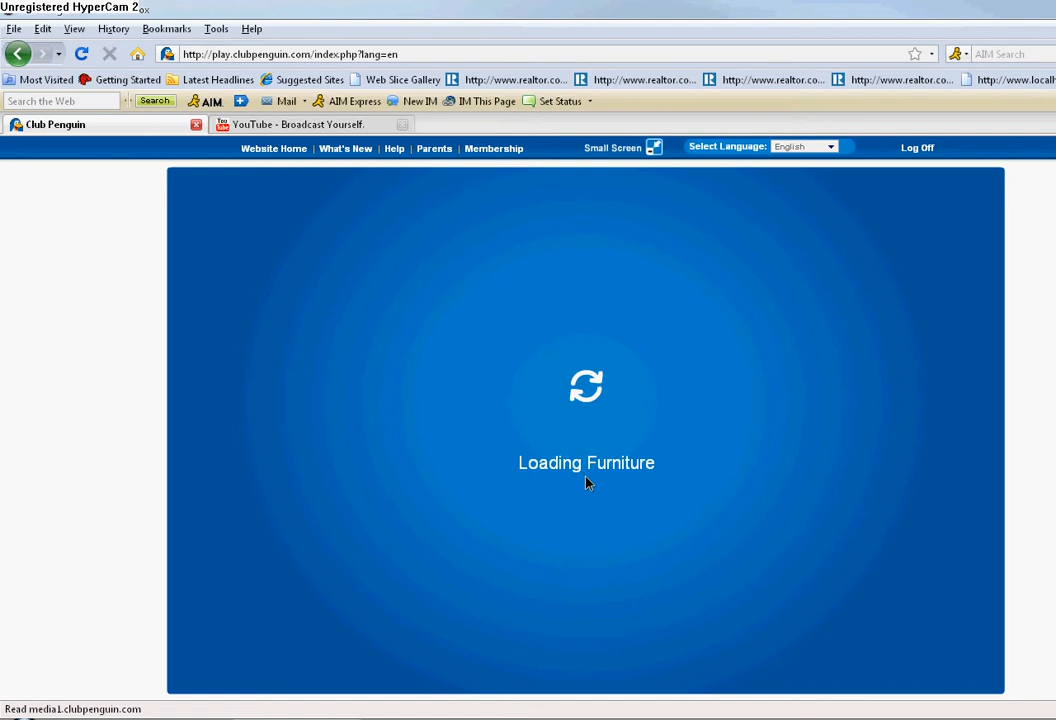 Unregistered HyperCam 2ox
File Edit View History Bookmarks Tools Help
http://play.clubpenguin.com/index.php?lang=en AIM Search
Most Visited Getting Started Latest Headlines Suggested Sites Web Slice Gallery http://www.realtor.co... http://www.realtor.co... http://www.realtor.co... http://www.realtor.co... http://www.localh
Search the Web Search AIM. Mail AIM Express New IM IM This Page Set Status
Club Penguin YouTube - Broadcast Yourself.
Website Home | What's New | Help | Parents | Membership Small Screen Select Language: English Log Off
Loading Furniture
Read media1.clubpenguin.com